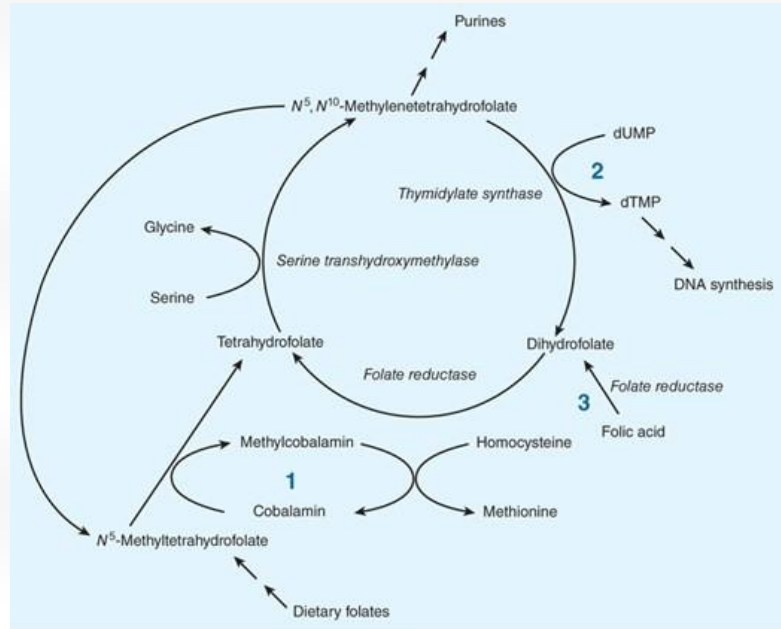 Purines
N5, N10-Methylenetetrahydrofolate
dUMP
2
Thymidylate synthase
dTMP
Glycine
Serine transhydroxymethylase
DNA synthesis
Serine
Tetrahydrofolate
Dihydrofolate
Folate reductase
Folate reductase
3
Folic acid
Methylcobalamin
Homocysteine
1
Cobalamin
Methionine
N5-Methyltetrahydrofolate
Dietary folates